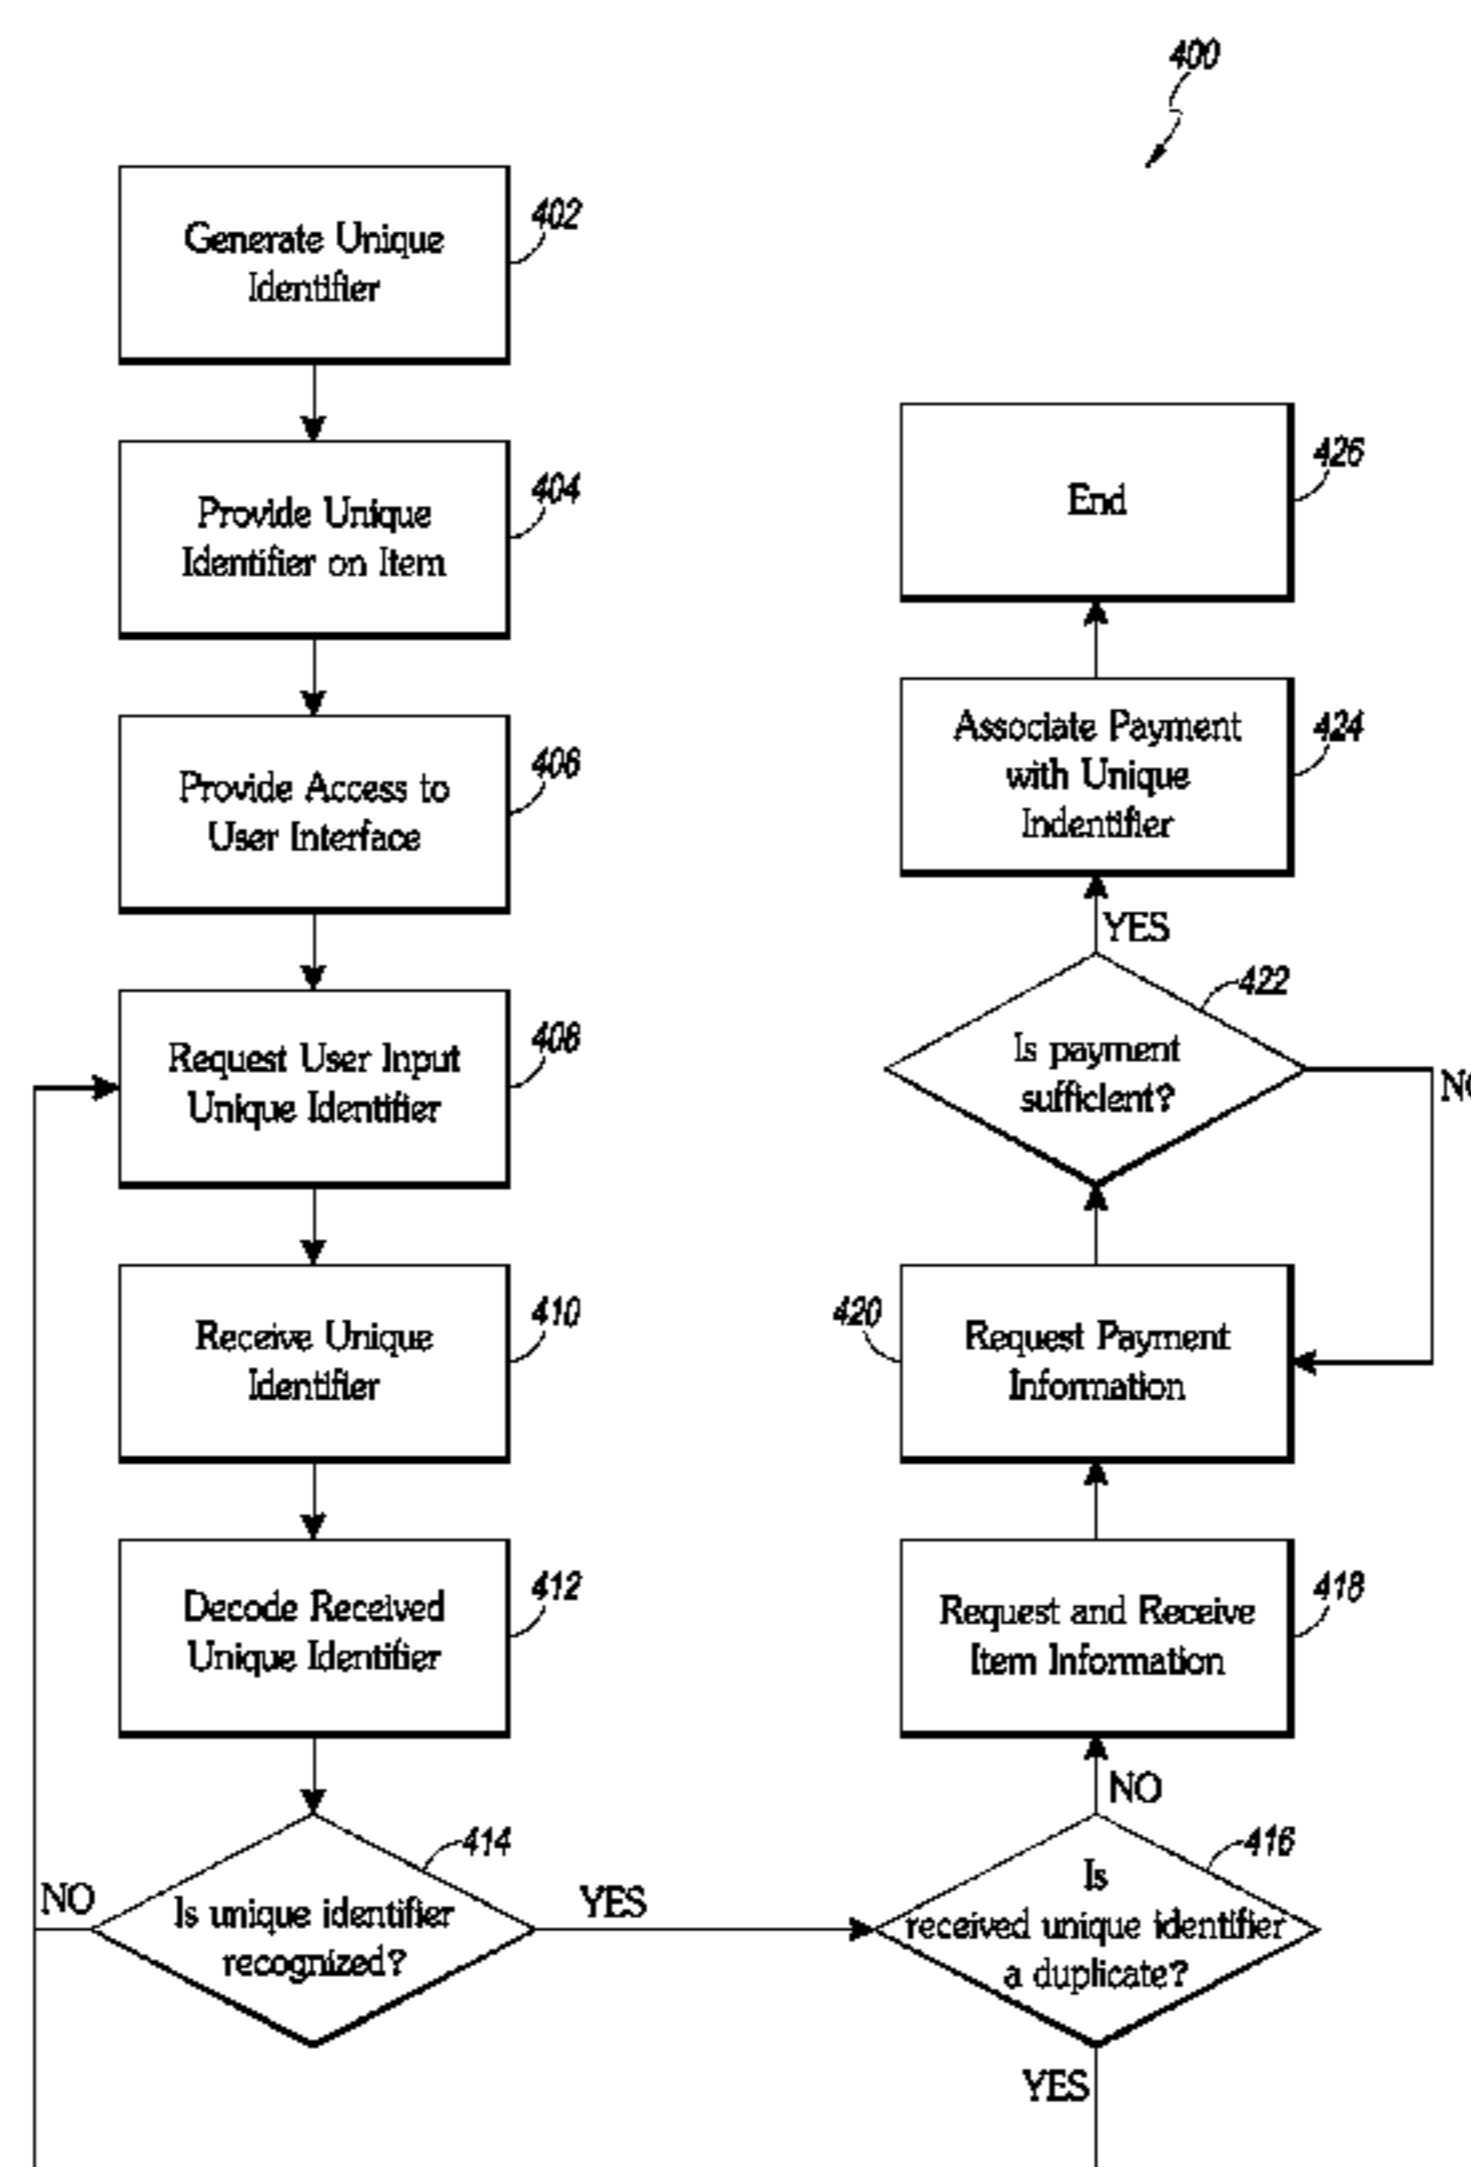 400
Generate Unique
Identifier
402
Provide Unique
Identifier on Item
404
Provide Access to
User Interface
406
Request User Input
Unique Identifier
408
Receive Unique
Identifier
410
Decode Received
Unique Identifier
412
Is unique identifier
recognized?
414
NO
YES
Is
received unique identifier
a duplicate?
416
YES
NO
Request and Receive
Item Information
418
Request Payment
Information
420
Is payment
sufficient?
422
NO
YES
Associate Payment
with Unique
Indentifier
424
End
426